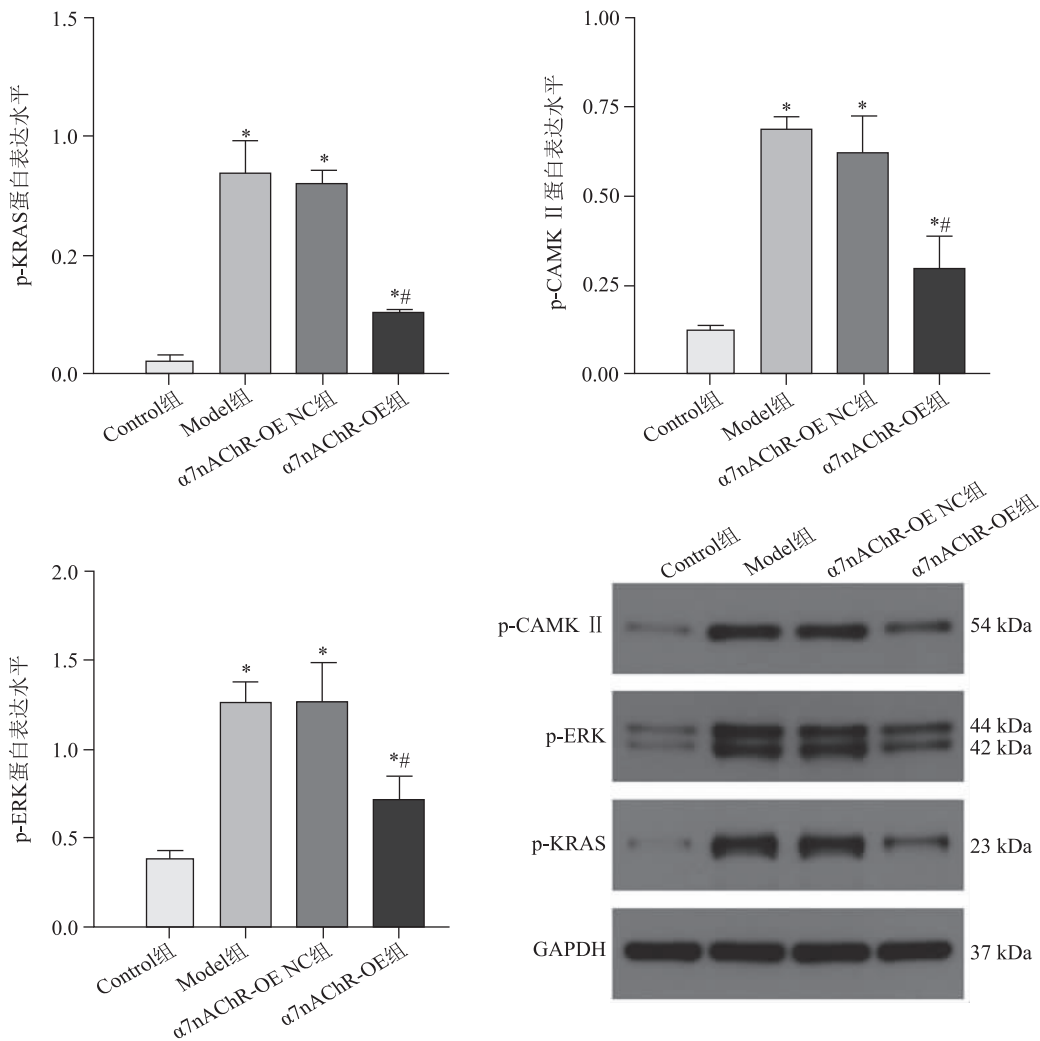 p-KRAS蛋白表达水平
1.5
1.0
0.2
0.0
*
*
*#
Control组
Model组
α7nAChR-OE NC组
α7nAChR-OE组
p-CAMK Ⅱ蛋白表达水平
1.00
0.75
0.50
0.25
0.00
*
*
*#
Control组
Model组
α7nAChR-OE NC组
α7nAChR-OE组
p-ERK蛋白表达水平
2.0
1.5
1.0
0.5
0.0
*
*
*#
Control组
Model组
α7nAChR-OE NC组
α7nAChR-OE组
Control组
Model组
α7nAChR-OE NC组
α7nAChR-OE组
p-CAMK Ⅱ
54 kDa
p-ERK
44 kDa
42 kDa
p-KRAS
23 kDa
GAPDH
37 kDa